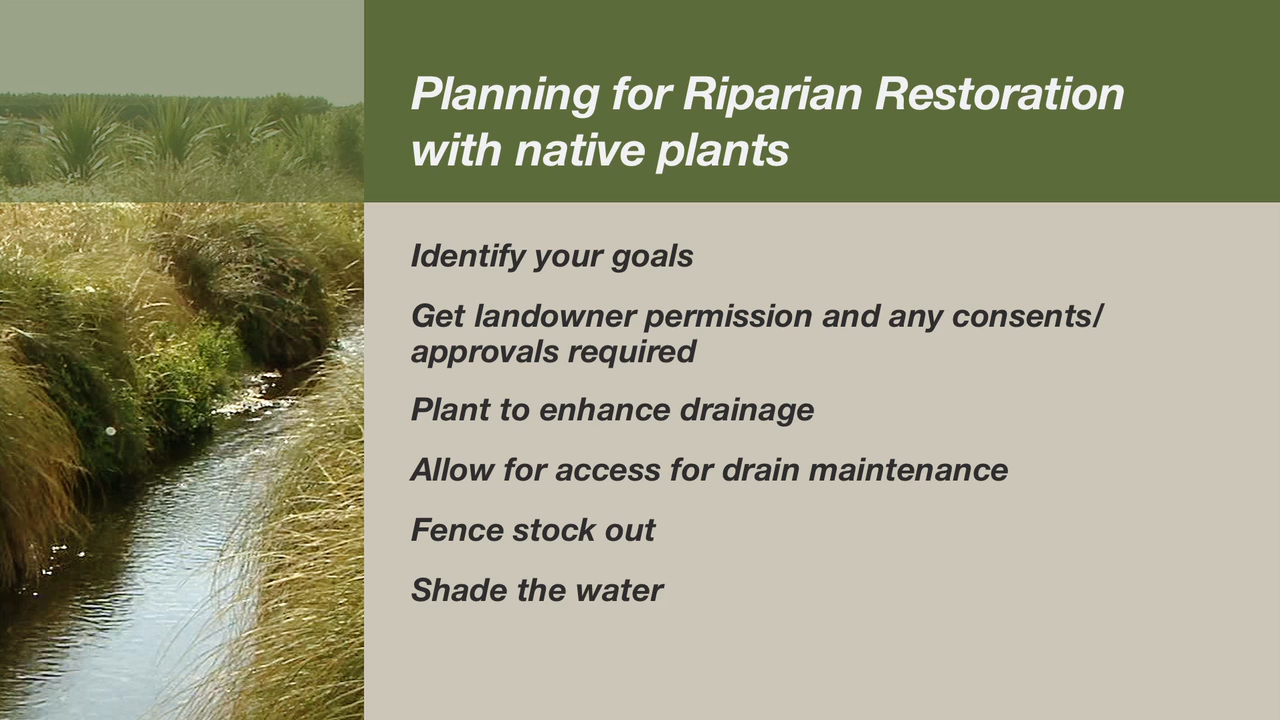 Planning for Riparian Restoration
with native plants
Identify your goals
Get landowner permission and any consents/
approvals required
Plant to enhance drainage
Allow for access for drain maintenance
Fence stock out
Shade the water